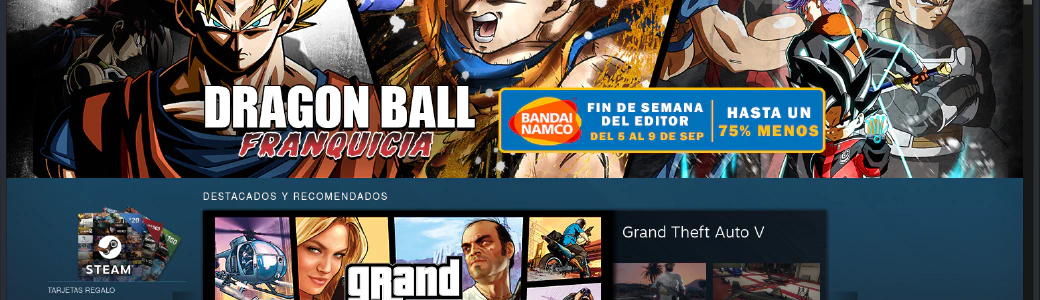 DRAGON BALL
FRANQUICIA
BANDAI
NAMCO
FIN DE SEMANA
DEL EDITOR
DEL 5 AL 9 DE SEP
HASTA UN
75% MENOS
DESTACADOS Y RECOMENDADOS
STEAM
TARJETAS REGALO
grand
Grand Theft Auto V